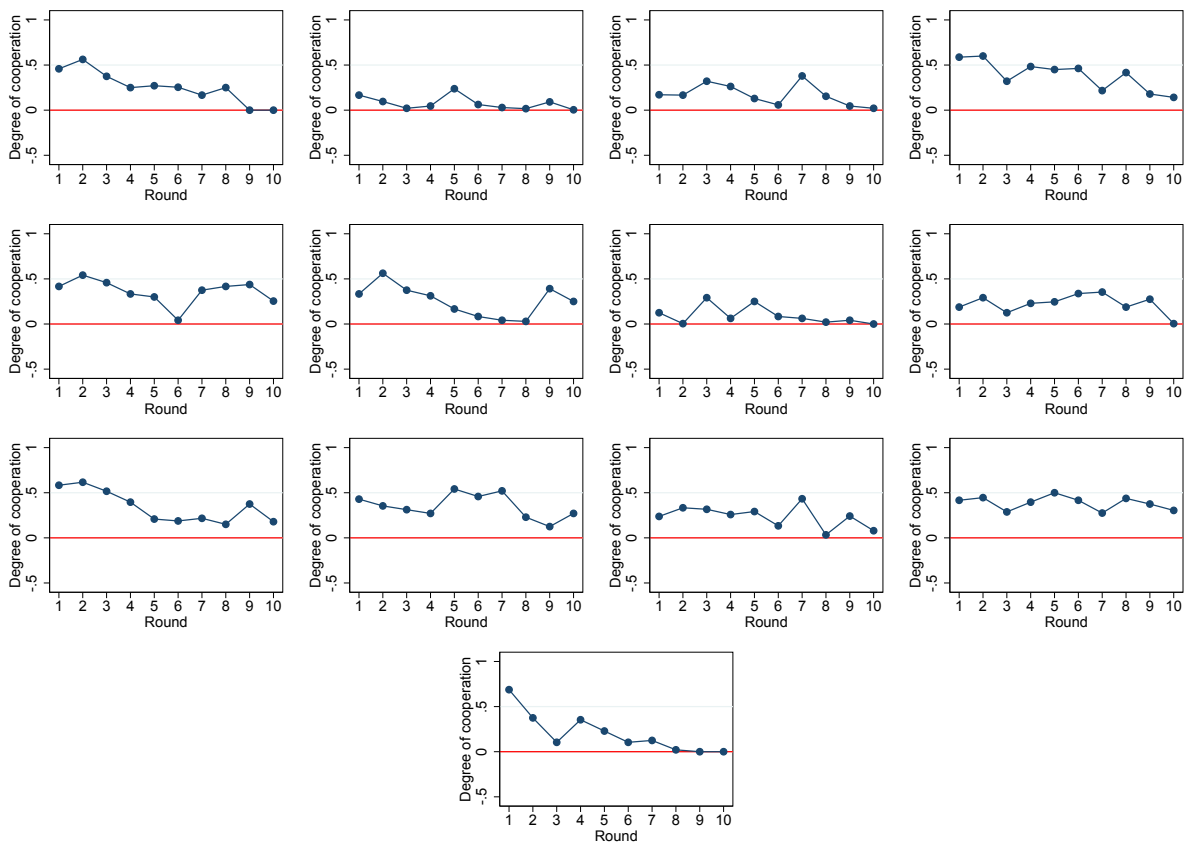 Degree of cooperation
-.5 0 .5 1
1 2 3 4 5 6 7 8 9 10
Round
Degree of cooperation
-.5 0 .5 1
1 2 3 4 5 6 7 8 9 10
Round
Degree of cooperation
-.5 0 .5 1
1 2 3 4 5 6 7 8 9 10
Round
Degree of cooperation
-.5 0 .5 1
1 2 3 4 5 6 7 8 9 10
Round
Degree of cooperation
-.5 0 .5 1
1 2 3 4 5 6 7 8 9 10
Round
Degree of cooperation
-.5 0 .5 1
1 2 3 4 5 6 7 8 9 10
Round
Degree of cooperation
-.5 0 .5 1
1 2 3 4 5 6 7 8 9 10
Round
Degree of cooperation
-.5 0 .5 1
1 2 3 4 5 6 7 8 9 10
Round
Degree of cooperation
-.5 0 .5 1
1 2 3 4 5 6 7 8 9 10
Round
Degree of cooperation
-.5 0 .5 1
1 2 3 4 5 6 7 8 9 10
Round
Degree of cooperation
-.5 0 .5 1
1 2 3 4 5 6 7 8 9 10
Round
Degree of cooperation
-.5 0 .5 1
1 2 3 4 5 6 7 8 9 10
Round
Degree of cooperation
-.5 0 .5 1
1 2 3 4 5 6 7 8 9 10
Round